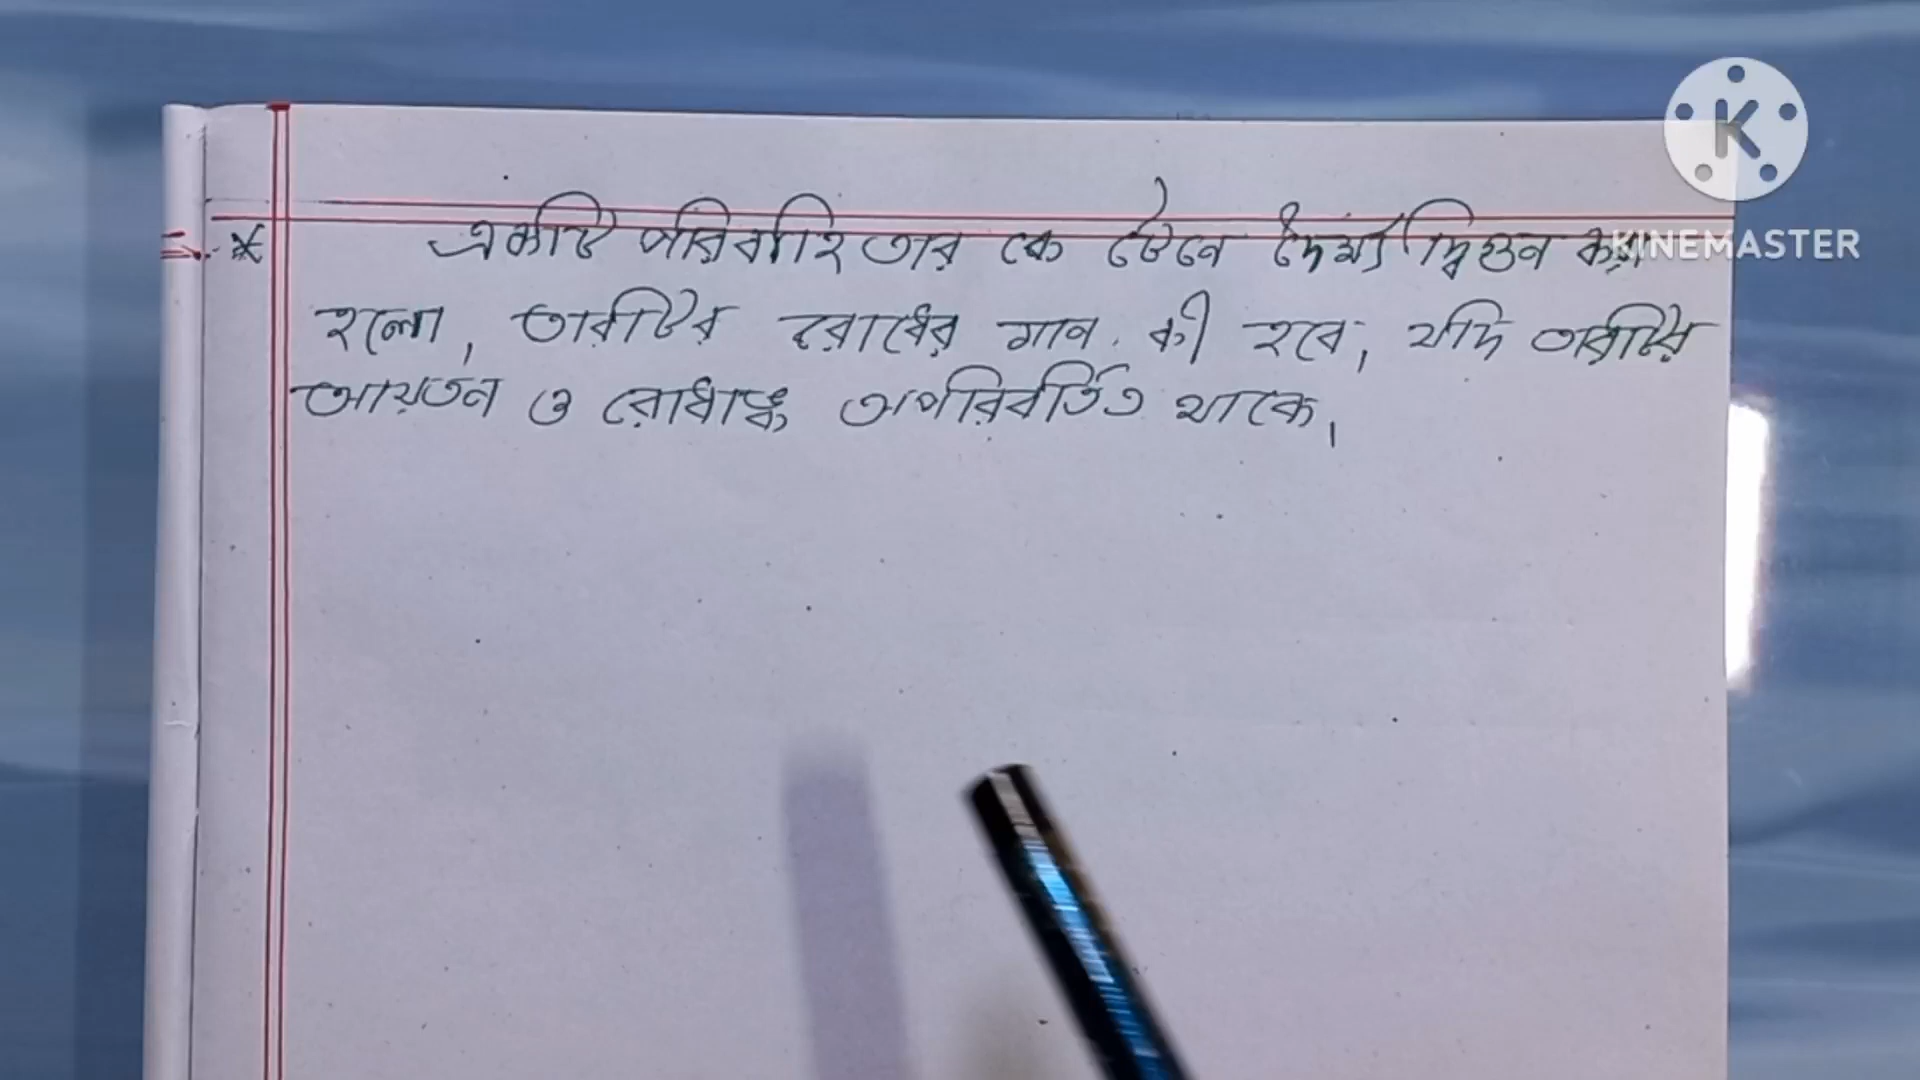 KINEMASTER
* একটি পরিবাহি তার কে টেনে দৈর্ঘ্য দ্বিগুন করা
হলো, তারটির রোধের মান কী হবে, যদি তারটির
আয়তন ও রোধাঙ্ক অপরিবর্তিত থাকে,